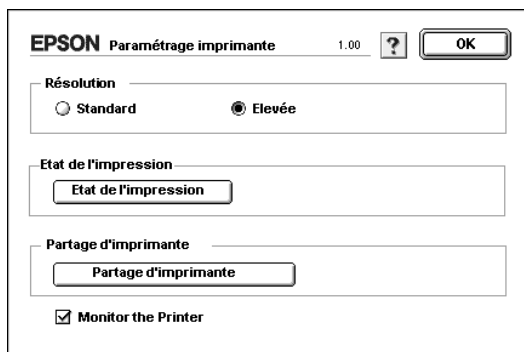 EPSON Paramétrage imprimante 1.00 ? OK
Résolution
Standard Elevée
Etat de l'impression
Etat de l'impression
Partage d'imprimante
Partage d'imprimante
Monitor the Printer